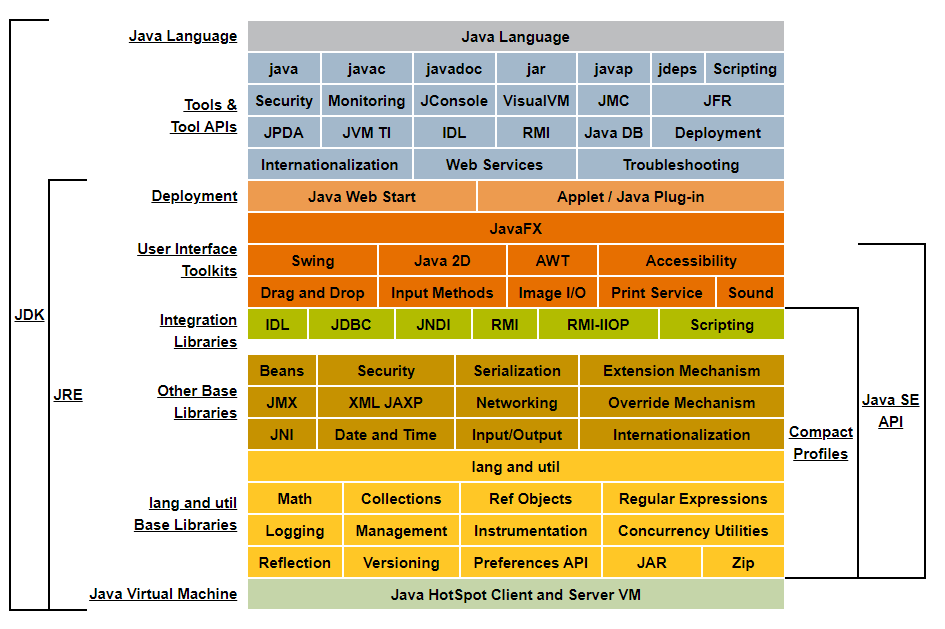 Java Language Java Language
java javac javadoc jar javap jdeps Scripting
Tools & Security Monitoring JConsole VisualVM JMC JFR
Tool APIs JPDA JVM TI IDL RMI Java DB Deployment
Internationalization Web Services Troubleshooting
Deployment Java Web Start Applet / Java Plug-in
JavaFX
User Interface Swing Java 2D AWT Accessibility
Toolkits Drag and Drop Input Methods Image I/O Print Service Sound
JDK Integration IDL JDBC JNDI RMI RMI-IIOP Scripting
Libraries
Beans Security Serialization Extension Mechanism
JRE Other Base JMX XML JAXP Networking Override Mechanism Java SE
Libraries JNI Date and Time Input/Output Internationalization Compact API
lang and util Profiles
Math Collections Ref Objects Regular Expressions
lang and util Logging Management Instrumentation Concurrency Utilities
Base Libraries
Reflection Versioning Preferences API JAR Zip
Java Virtual Machine Java HotSpot Client and Server VM